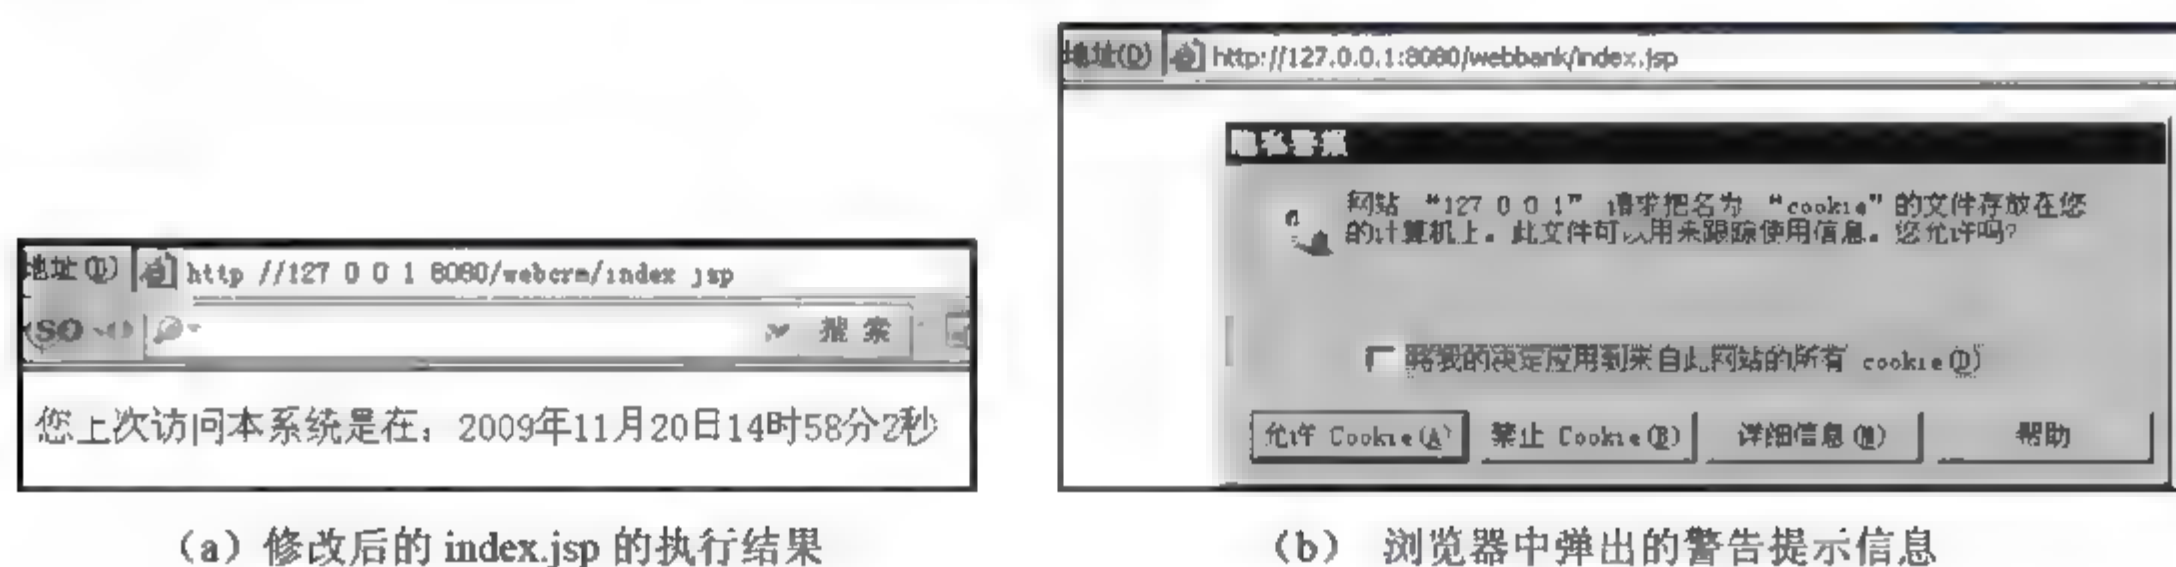 地址(D) http://127 0 0 1 8080/webcrm/index jsp
搜索
您上次访问本系统是在：2009年11月20日14时58分2秒
(a) 修改后的 index.jsp 的执行结果
地址(D) http://127.0.0.1:8080/webbank/index.jsp
隐私警报
网站 “127 0 0 1” 请求把名为 “cookie”的文件存放在您
的计算机上。此文件可以用来跟踪使用信息。您允许吗?
将我的决定应用到来自此网站的所有 cookie(D)
允许 Cookie(A) 禁止 Cookie(B) 详细信息(M) 帮助
(b) 浏览器中弹出的警告提示信息